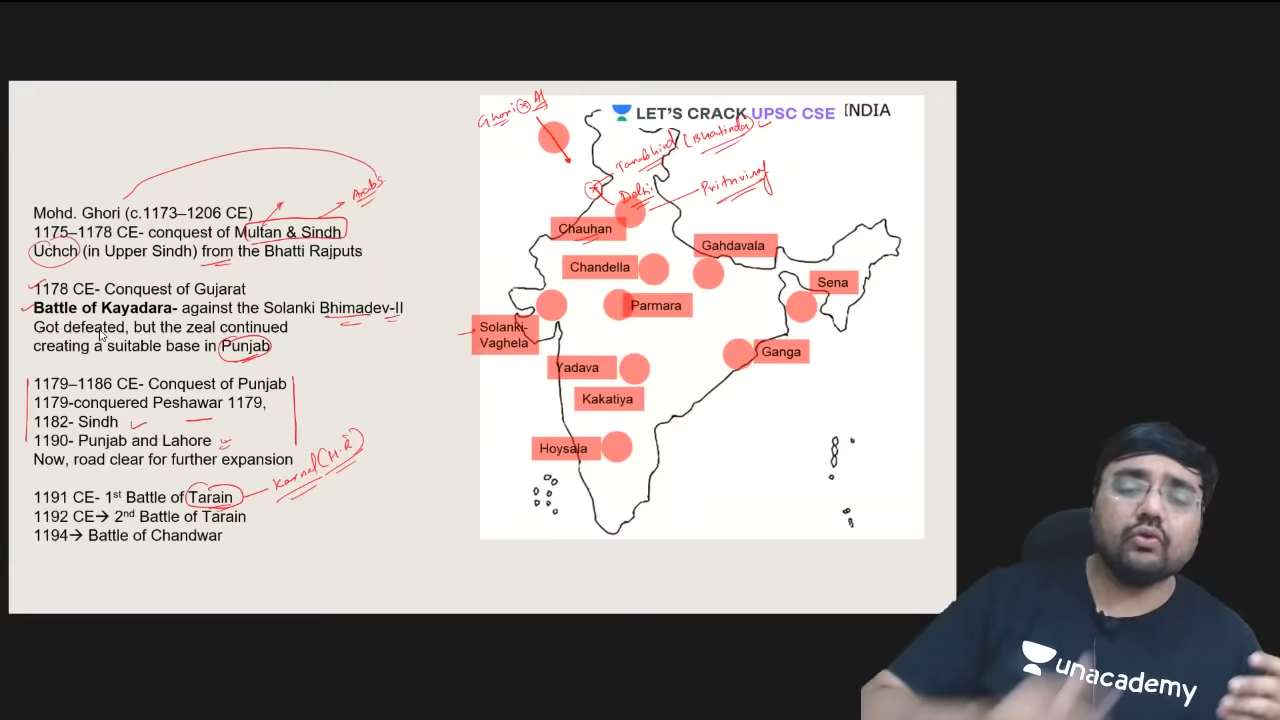 LET'S CRACK UPSC CSE INDIA
Ghori
Tarabhind (Bhatinda)
Delhi
Prithviraj
Arabs
Mohd. Ghori (c.1173–1206 CE)
1175–1178 CE- conquest of Multan & Sindh
Uchch (in Upper Sindh) from the Bhatti Rajputs
1178 CE- Conquest of Gujarat
Battle of Kayadara- against the Solanki Bhimadev-II
Got defeated, but the zeal continued
creating a suitable base in Punjab
1179–1186 CE- Conquest of Punjab
1179-conquered Peshawar 1179,
1182- Sindh
1190- Punjab and Lahore
Now, road clear for further expansion
Karnal (H.R)
1191 CE- 1st Battle of Tarain
1192 CE→ 2nd Battle of Tarain
1194→ Battle of Chandwar
Chauhan
Gahdavala
Chandella
Sena
Parmara
Solanki-
Vaghela
Ganga
Yadava
Kakatiya
Hoysala
unacademy